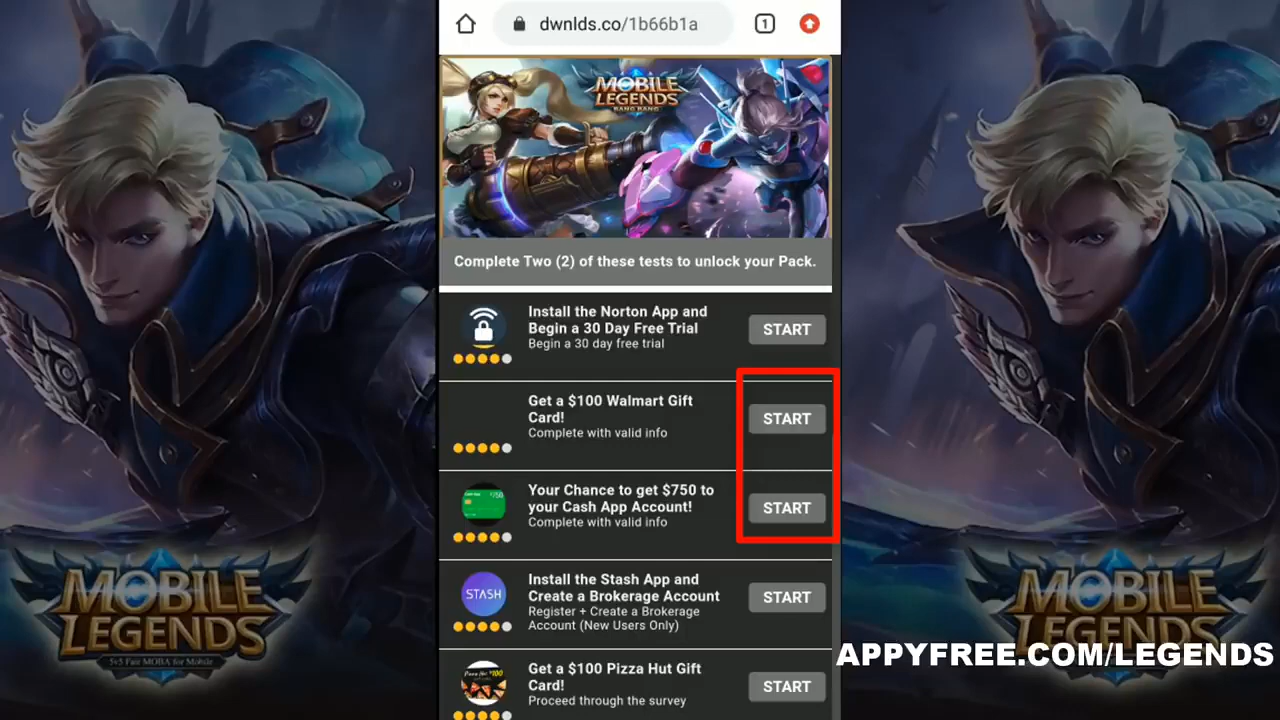 dwnlds.co/1b66b1a
1
MOBILE
LEGENDS
BANG BANG
Complete Two (2) of these tests to unlock your Pack.
Install the Norton App and
Begin a 30 Day Free Trial
Begin a 30 day free trial
START
Get a $100 Walmart Gift
Card!
Complete with valid info
START
Your Chance to get $750 to
your Cash App Account!
Complete with valid info
START
STASH
Install the Stash App and
Create a Brokerage Account
Register + Create a Brokerage
Account (New Users Only)
START
Get a $100 Pizza Hut Gift
Card!
Proceed through the survey
START
MOBILE
LEGENDS
5v5 Fair MOBA for Mobile
MOBILE
LEGENDS
APPYFREE.COM/LEGENDS